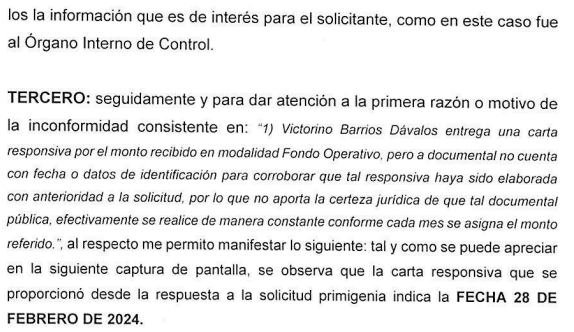 los la información que es de interés para el solicitante, como en este caso fue
al Órgano Interno de Control.
TERCERO: seguidamente y para dar atención a la primera razón o motivo de
la inconformidad consistente en: “1) Victorino Barrios Dávalos entrega una carta
responsiva por el monto recibido en modalidad Fondo Operativo, pero a documental no cuenta
con fecha o datos de identificación para corroborar que tal responsiva haya sido elaborada
con anterioridad a la solicitud, por lo que no aporta la certeza jurídica de que tal documental
pública, efectivamente se realice de manera constante conforme cada mes se asigna el monto
referido.”, al respecto me permito manifestar lo siguiente: tal y como se puede apreciar
en la siguiente captura de pantalla, se observa que la carta responsiva que se
proporcionó desde la respuesta a la solicitud primigenia indica la FECHA 28 DE
FEBRERO DE 2024.